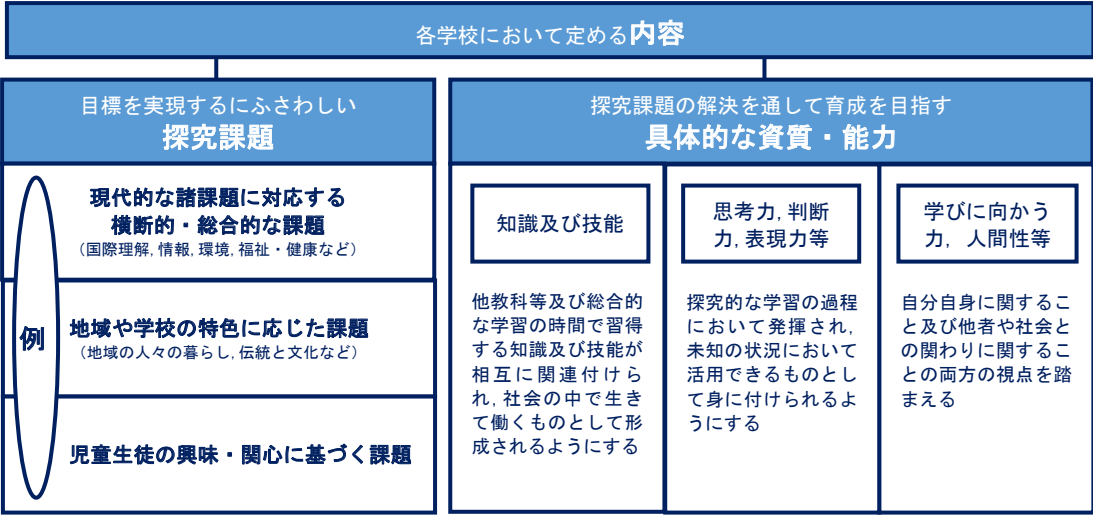 各学校において定める内容
目標を実現するにふさわしい
探究課題
探究課題の解決を通して育成を目指す
具体的な資質・能力
例
現代的な諸課題に対応する
横断的・総合的な課題
（国際理解, 情報, 環境, 福祉・健康など）
地域や学校の特色に応じた課題
（地域の人々の暮らし, 伝統と文化など）
児童生徒の興味・関心に基づく課題
知識及び技能
他教科等及び総合的
な学習の時間で習得
する知識及び技能が
相互に関連付けら
れ, 社会の中で生き
て働くものとして形
成されるようにする
思考力, 判断
力, 表現力等
探究的な学習の過程
において発揮され,
未知の状況において
活用できるものとし
て身に付けられるよ
うにする
学びに向かう
力, 人間性等
自分自身に関するこ
と及び他者や社会と
の関わりに関するこ
との両方の視点を踏
まえる